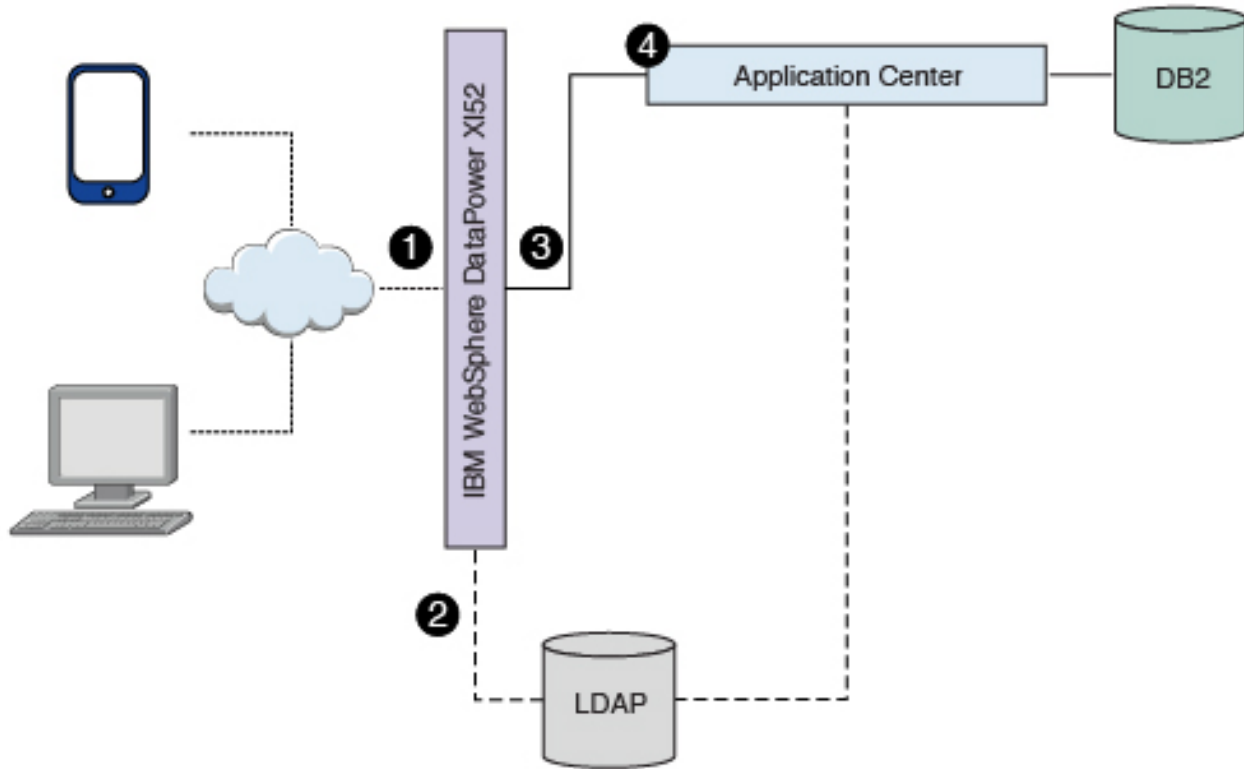 4
Application Center
DB2
IBM WebSphere DataPower XI52
1
3
2
LDAP